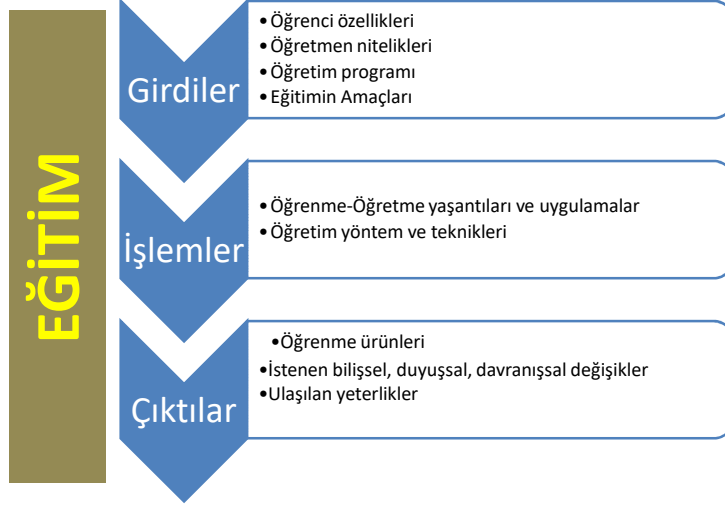 EĞİTİM
Girdiler
•Öğrenci özellikleri
•Öğretmen nitelikleri
•Öğretim programı
•Eğitimin Amaçları
İşlemler
•Öğrenme-Öğretme yaşantıları ve uygulamalar
•Öğretim yöntem ve teknikleri
Çıktılar
•Öğrenme ürünleri
•İstenen bilişsel, duyuşsal, davranışsal değişikler
•Ulaşılan yeterlikler